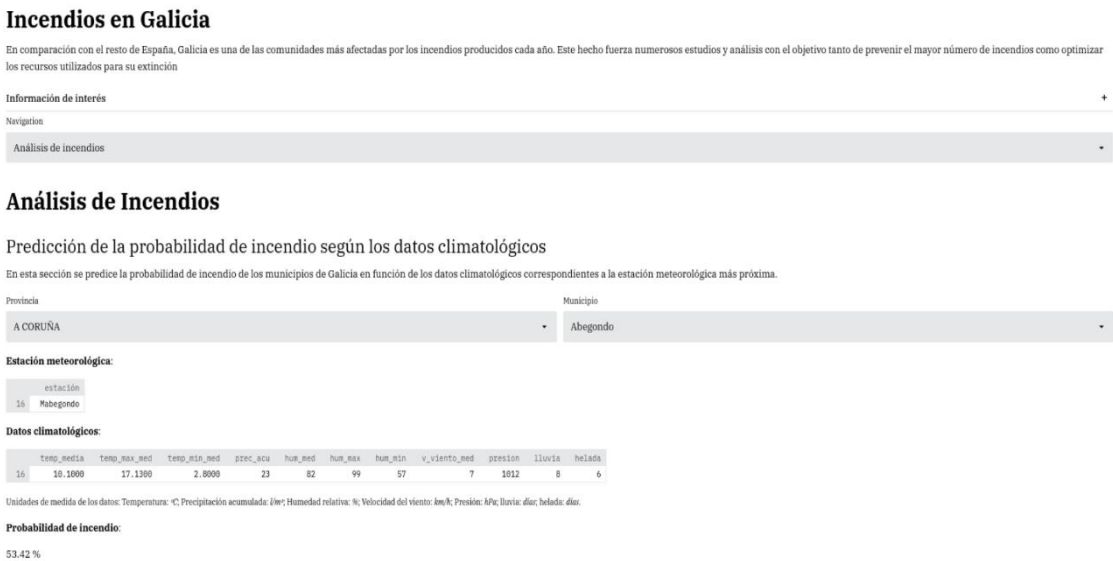 Incendios en Galicia
En comparación con el resto de España, Galicia es una de las comunidades más afectadas por los incendios producidos cada año. Este hecho fuerza numerosos estudios y análisis con el objetivo tanto de prevenir el mayor número de incendios como optimizar
los recursos utilizados para su extinción
Información de interés +
Navigation
Análisis de incendios
Análisis de Incendios
Predicción de la probabilidad de incendio según los datos climatológicos
En esta sección se predice la probabilidad de incendio de los municipios de Galicia en función de los datos climatológicos correspondientes a la estación meteorológica más próxima.
Provincia Municipio
A CORUÑA Abegondo
Estación meteorológica:
estación
16 Mabegondo
Datos climatológicos:
temp_media temp_max_med temp_min_med prec_acu hum_med hum_max hum_min v_viento_med presion lluvia helada
16 10.1000 17.1300 2.8000 23 82 99 57 7 1012 8 6
Unidades de medida de los datos: Temperatura: ºC; Precipitación acumulada: l/m²; Humedad relativa: %; Velocidad del viento: km/h; Presión: hPa; lluvia: días; helada: días.
Probabilidad de incendio:
53.42 %